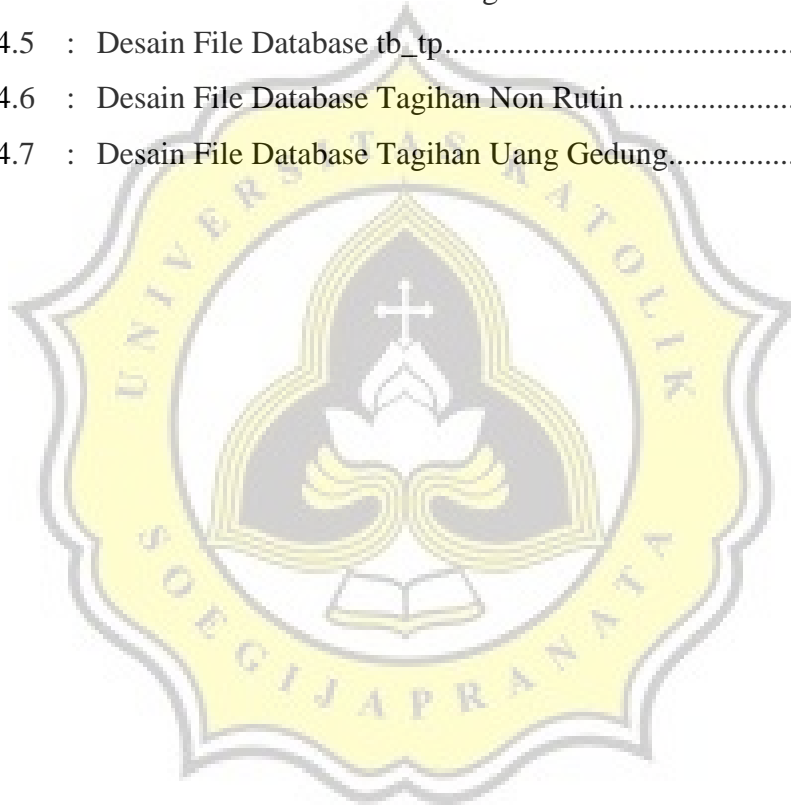 4.5 : Desain File Database tb_tp.......................................
4.6 : Desain File Database Tagihan Non Rutin....................
4.7 : Desain File Database Tagihan Uang Gedung...............
UNIVERSITAS KATOLIK
SOEGIJAPRANATA